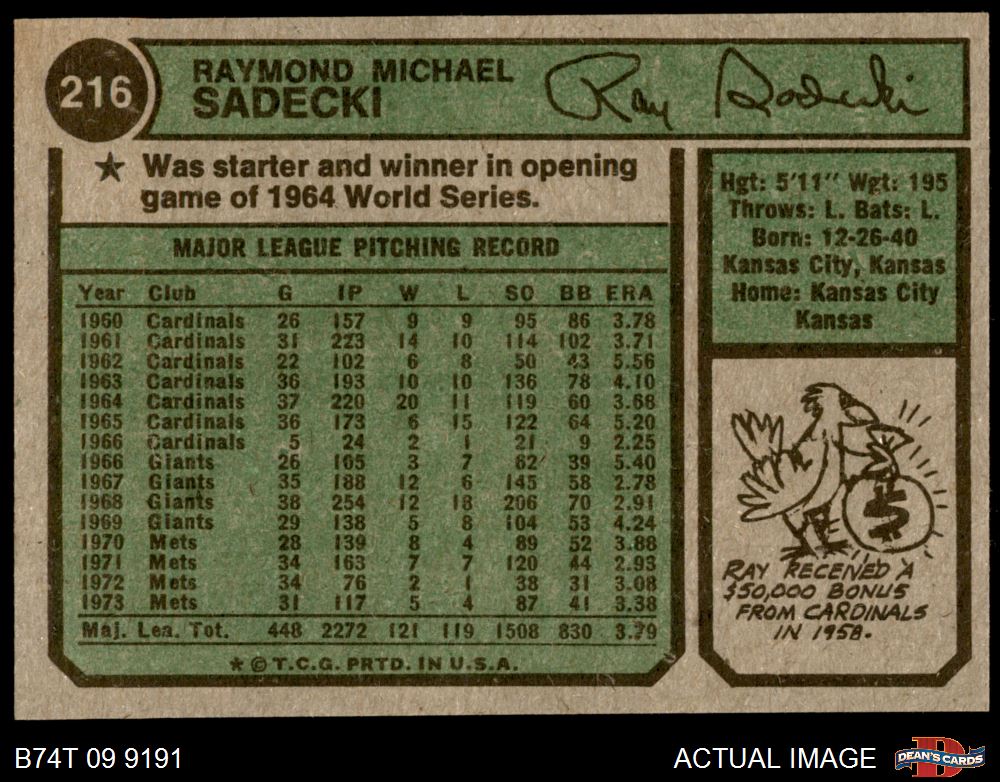 216
RAYMOND MICHAEL
SADECKI
Ray Sadecki
★ Was starter and winner in opening
game of 1964 World Series.
MAJOR LEAGUE PITCHING RECORD
Year Club G IP W L SO BB ERA
1960 Cardinals 26 157 9 9 95 86 3.78
1961 Cardinals 31 223 14 10 114 102 3.71
1962 Cardinals 22 102 6 8 50 43 5.56
1963 Cardinals 36 193 10 10 136 78 4.10
1964 Cardinals 37 220 20 11 119 60 3.68
1965 Cardinals 36 173 6 15 122 64 5.20
1966 Cardinals 5 24 2 1 21 9 2.25
1966 Giants 26 105 3 7 62 39 5.40
1967 Giants 35 188 12 6 145 58 2.78
1968 Giants 38 254 12 18 206 70 2.91
1969 Giants 29 138 5 8 104 53 4.24
1970 Mets 28 139 8 4 89 52 3.88
1971 Mets 34 163 7 7 120 44 2.93
1972 Mets 34 76 2 1 38 31 3.08
1973 Mets 31 117 5 4 87 41 3.38
Maj. Lea. Tot. 448 2272 121 119 1508 830 3.79
★ © T.C.G. PRTD. IN U.S.A.
Hgt: 5'11'' Wgt: 195
Throws: L. Bats: L.
Born: 12-26-40
Kansas City, Kansas
Home: Kansas City
Kansas
$
RAY RECEIVED A
$50,000 BONUS
FROM CARDINALS
IN 1958.
B74T 09 9191
ACTUAL IMAGE
D
DEAN'S CARDS